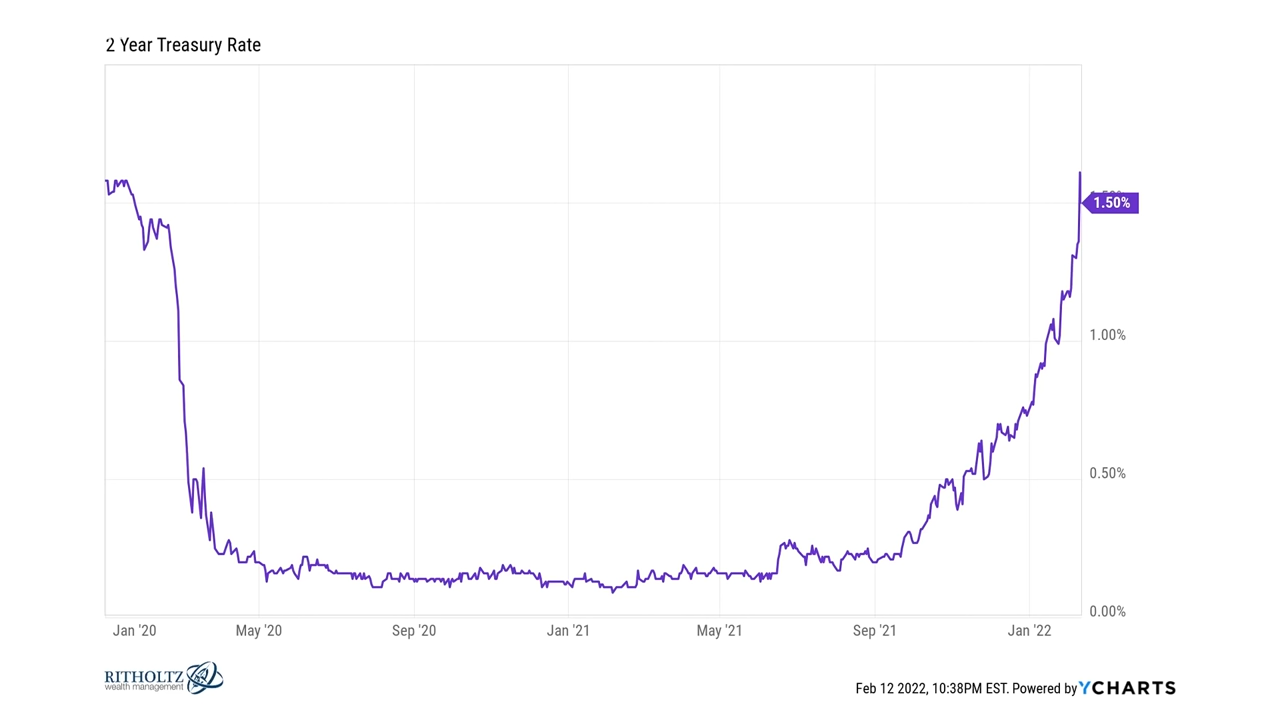 2 Year Treasury Rate
1.50%
1.00%
0.50%
0.00%
Jan '20 May '20 Sep '20 Jan '21 May '21 Sep '21 Jan '22
RITHOLTZ
wealth management
Feb 12 2022, 10:38PM EST. Powered by YCHARTS